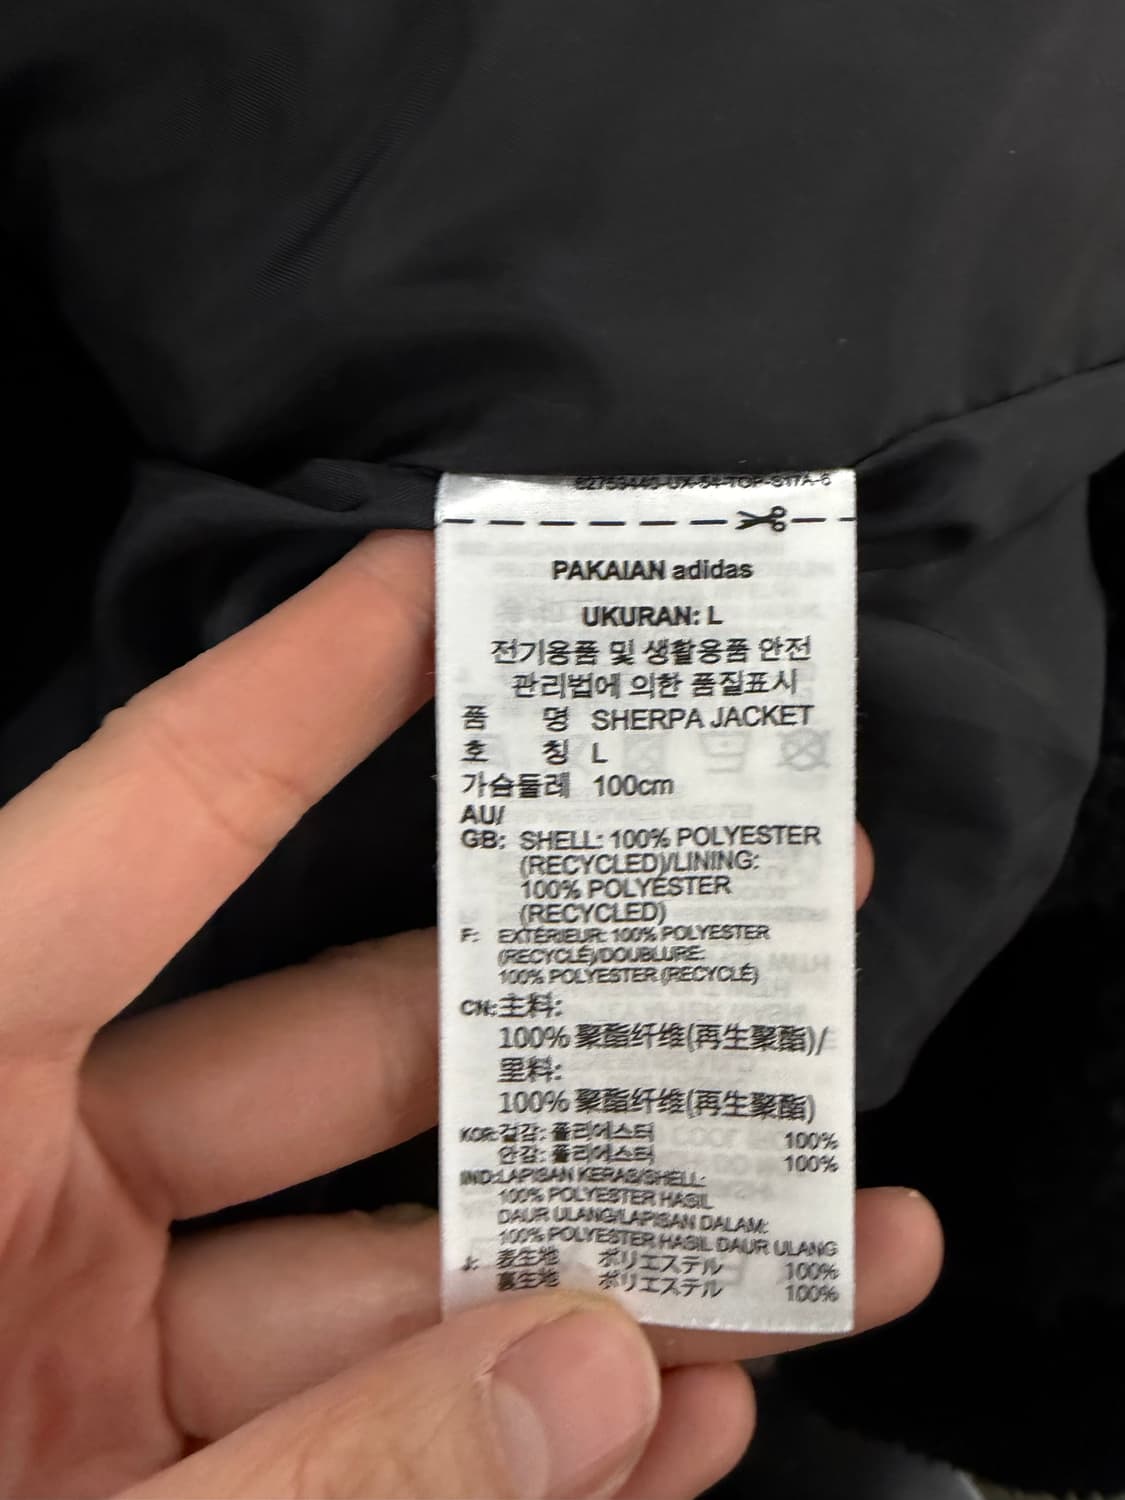 PAKAIAN adidas
UKURAN: L
전기용품 및 생활용품 안전
관리법에 의한 품질표시
품 명 SHERPA JACKET
호 칭 L
가슴둘레 100cm
AU/
GB: SHELL: 100% POLYESTER
(RECYCLED)/LINING:
100% POLYESTER
(RECYCLED)
F: EXTÉRIEUR: 100% POLYESTER
(RECYCLÉ)/DOUBLURE:
100% POLYESTER (RECYCLÉ)
CN: 主料:
100% 聚酯纤维(再生聚酯)/
里料:
100% 聚酯纤维(再生聚酯)
KOR: 겉감: 폴리에스터 100%
안감: 폴리에스터 100%
IND: LAPISAN KERAS/SHELL:
100% POLYESTER HASIL
DAUR ULANG/LAPISAN DALAM:
100% POLYESTER HASIL DAUR ULANG
J: 表生地 ポリエステル 100%
裏生地 ポリエステル 100%